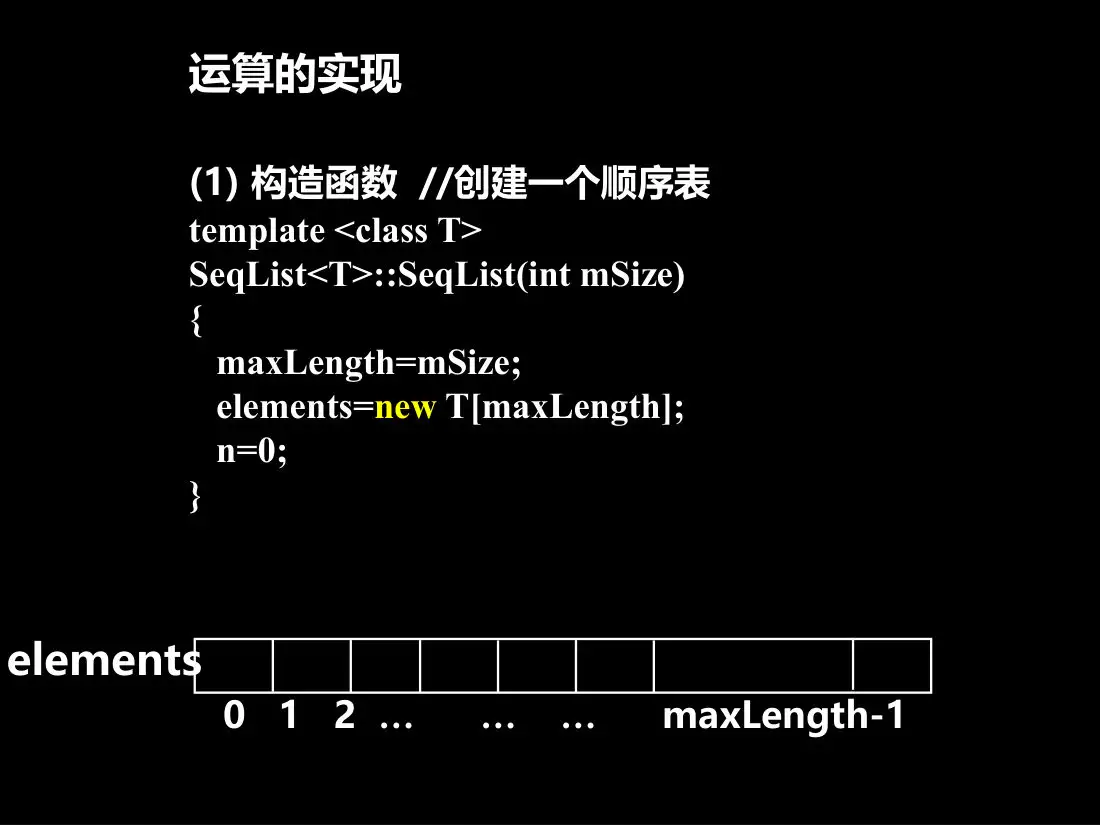 运算的实现
(1) 构造函数 //创建一个顺序表
template <class T>
SeqList<T>::SeqList(int mSize)
{
maxLength=mSize;
elements=new T[maxLength];
n=0;
}
elements
0 1 2 … … … maxLength-1